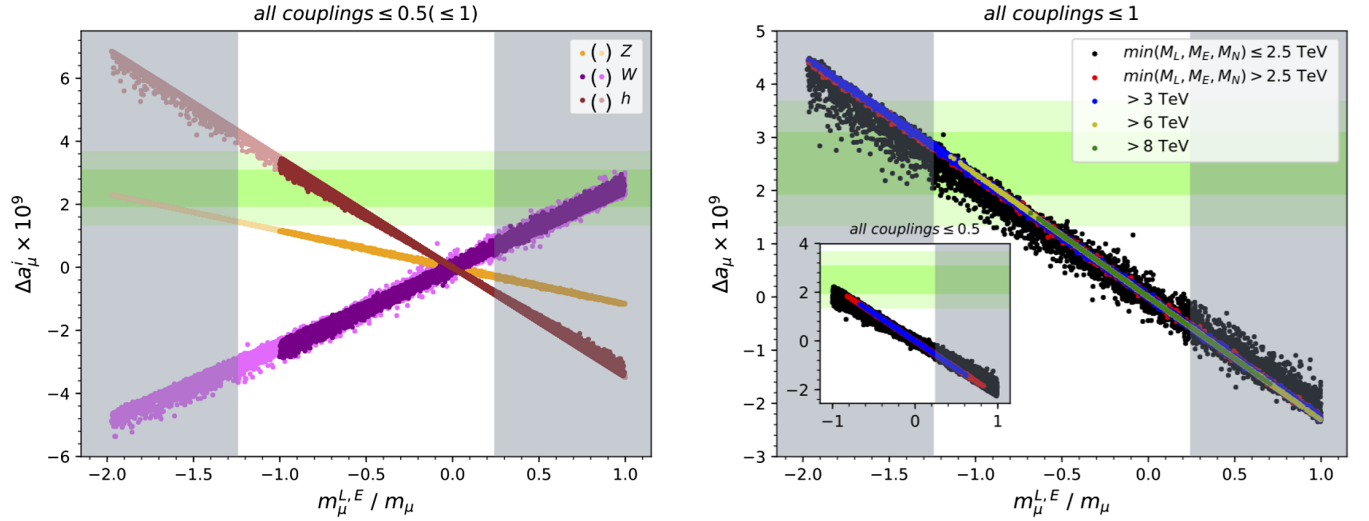 all couplings ≤ 0.5(≤ 1)
Δa_μ^i × 10^9
6
4
2
0
−2
−4
−6
(·) Z
(·) W
(·) h
−2.0 −1.5 −1.0 −0.5 0.0 0.5 1.0
m_μ^{L,E} / m_μ
all couplings ≤ 1
Δa_μ × 10^9
5
4
3
2
1
0
−1
−2
−3
min(M_L, M_E, M_N) ≤ 2.5 TeV
min(M_L, M_E, M_N) > 2.5 TeV
> 3 TeV
> 6 TeV
> 8 TeV
all couplings ≤ 0.5
4
2
0
−2
−1 0 1
−2.0 −1.5 −1.0 −0.5 0.0 0.5 1.0
m_μ^{L,E} / m_μ